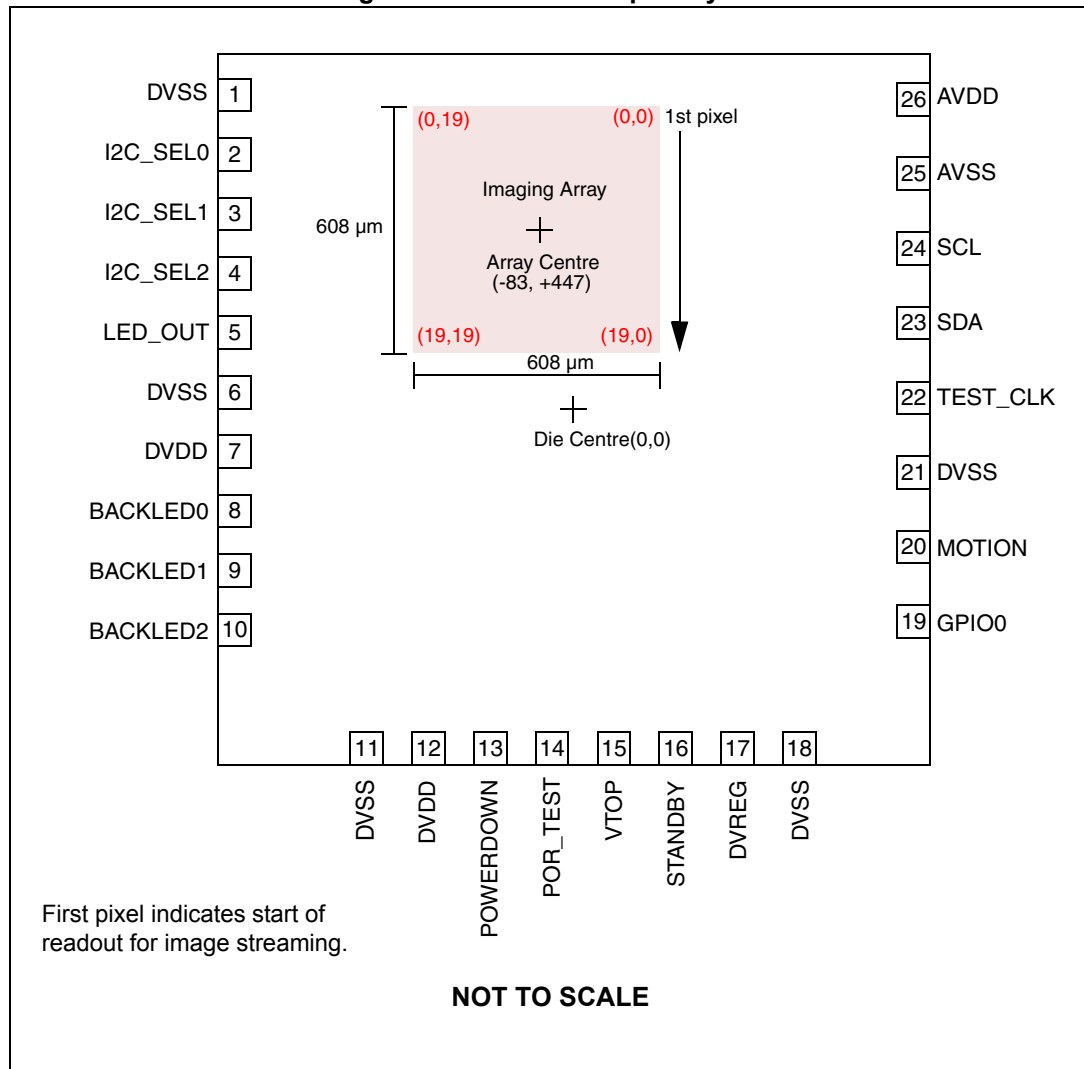 DVSS 1
I2C_SEL0 2
I2C_SEL1 3
I2C_SEL2 4
LED_OUT 5
DVSS 6
DVDD 7
BACKLED0 8
BACKLED1 9
BACKLED2 10
(0,19) (0,0) 1st pixel
Imaging Array
608 µm
Array Centre
(-83, +447)
(19,19) (19,0)
608 µm
Die Centre(0,0)
26 AVDD
25 AVSS
24 SCL
23 SDA
22 TEST_CLK
21 DVSS
20 MOTION
19 GPIO0
11 12 13 14 15 16 17 18
DVSS
DVDD
POWERDOWN
POR_TEST
VTOP
STANDBY
DVREG
DVSS
First pixel indicates start of
readout for image streaming.
NOT TO SCALE